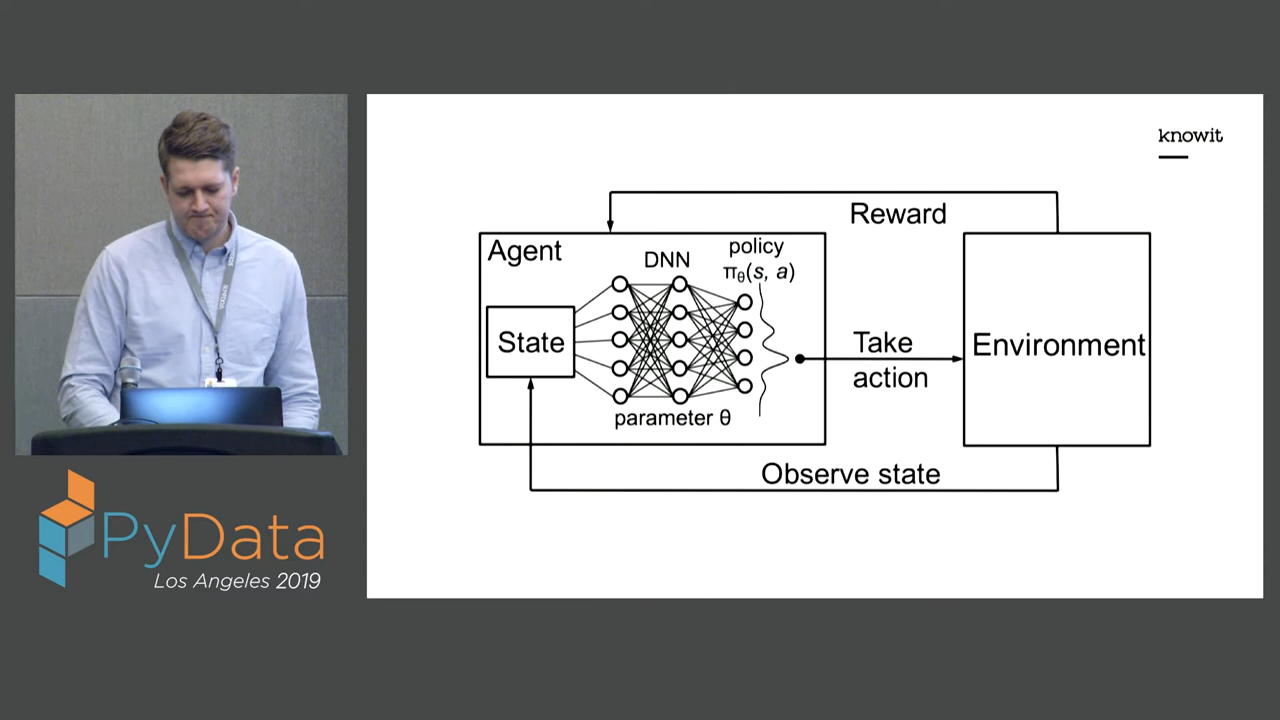 knowit
Reward
Agent
DNN
policy
πθ(s, a)
State
Take
action
Environment
parameter θ
Observe state
PyData
Los Angeles 2019